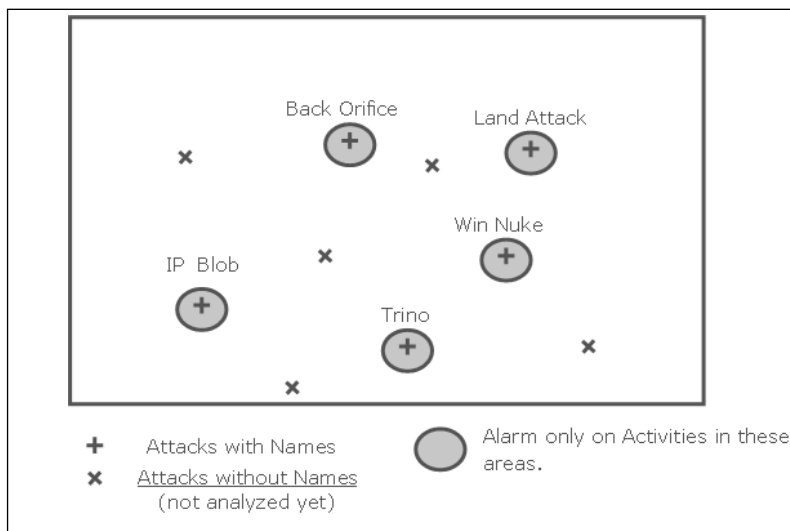 Back Orifice
Land Attack
Win Nuke
IP Blob
Trino
Attacks with Names
Attacks without Names
(not analyzed yet)
Alarm only on Activities in these
areas.